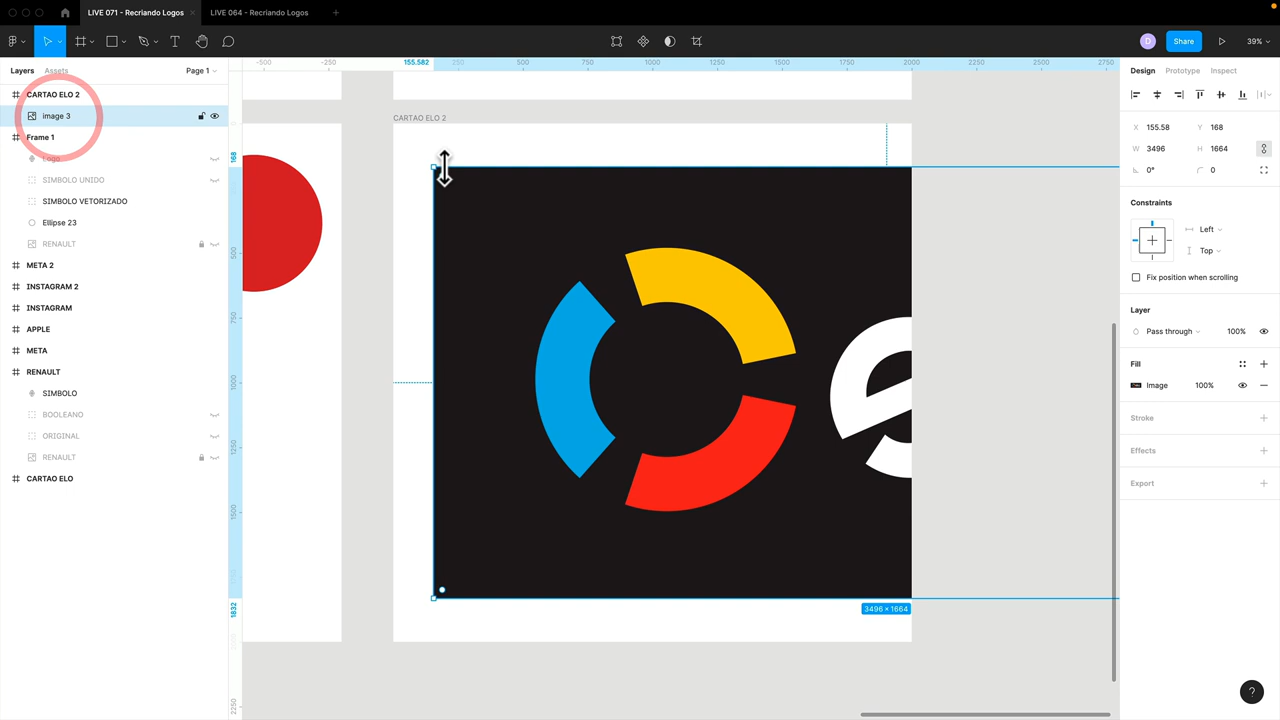 LIVE 071 - Recriando Logos
LIVE 064 - Recriando Logos
Share
39%
Layers
Assets
Page 1
155.582
-500
-250
250
500
750
1000
1250
1500
1750
2000
2250
2500
2750
Design
Prototype
Inspect
CARTAO ELO 2
image 3
Frame 1
Logo
SIMBOLO UNIDO
SIMBOLO VETORIZADO
Ellipse 23
RENAULT
META 2
INSTAGRAM 2
INSTAGRAM
APPLE
META
RENAULT
SIMBOLO
BOOLEANO
ORIGINAL
RENAULT
CARTAO ELO
0
168
500
750
1000
1250
1500
1832
2250
CARTAO ELO 2
e
3496 × 1664
X
155.58
Y
168
W
3496
H
1664
0°
0
Constraints
Left
Top
Fix position when scrolling
Layer
Pass through
100%
Fill
Image
100%
Stroke
Effects
Export
D
?